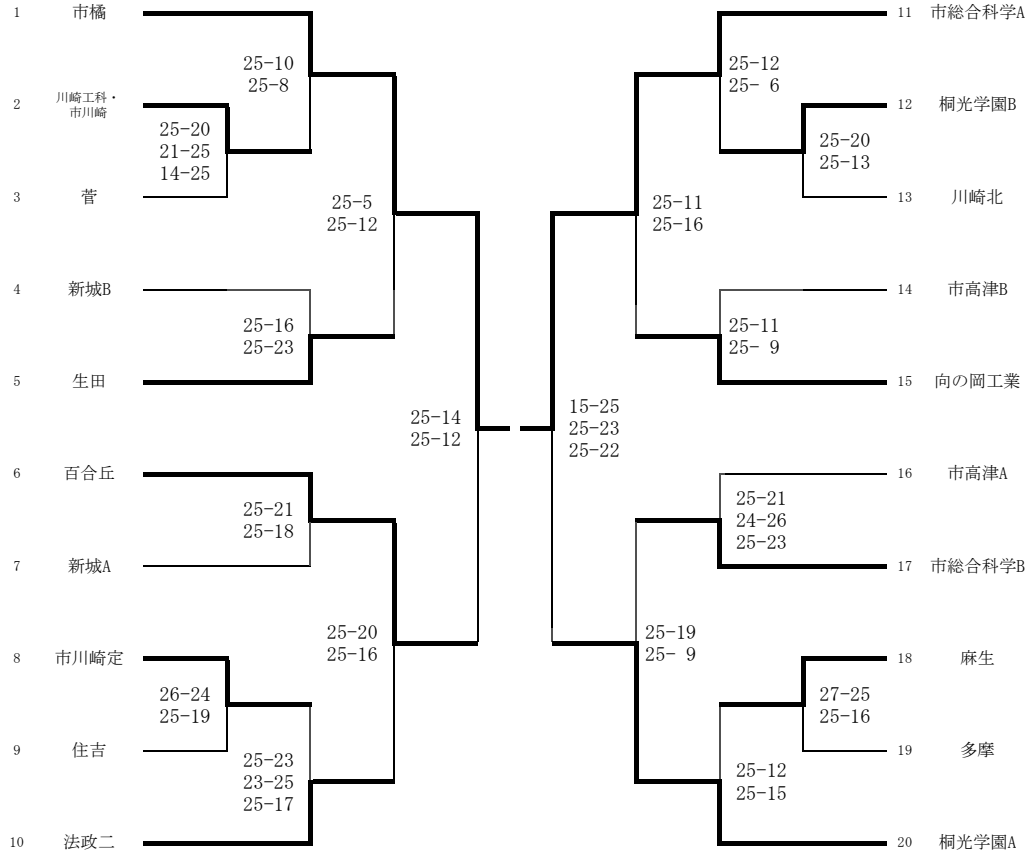 1 市橘
25-10
25-8
2 川崎工科・
市川崎
25-20
21-25
14-25
3 菅
25-5
25-12
4 新城B
25-16
25-23
5 生田
25-14
25-12
6 百合丘
25-21
25-18
7 新城A
25-20
25-16
8 市川崎定
26-24
25-19
9 住吉
25-23
23-25
25-17
10 法政二
11 市総合科学A
25-12
25- 6
12 桐光学園B
25-20
25-13
13 川崎北
25-11
25-16
14 市高津B
25-11
25- 9
15 向の岡工業
15-25
25-23
25-22
16 市高津A
25-21
24-26
25-23
17 市総合科学B
25-19
25- 9
18 麻生
27-25
25-16
19 多摩
25-12
25-15
20 桐光学園A